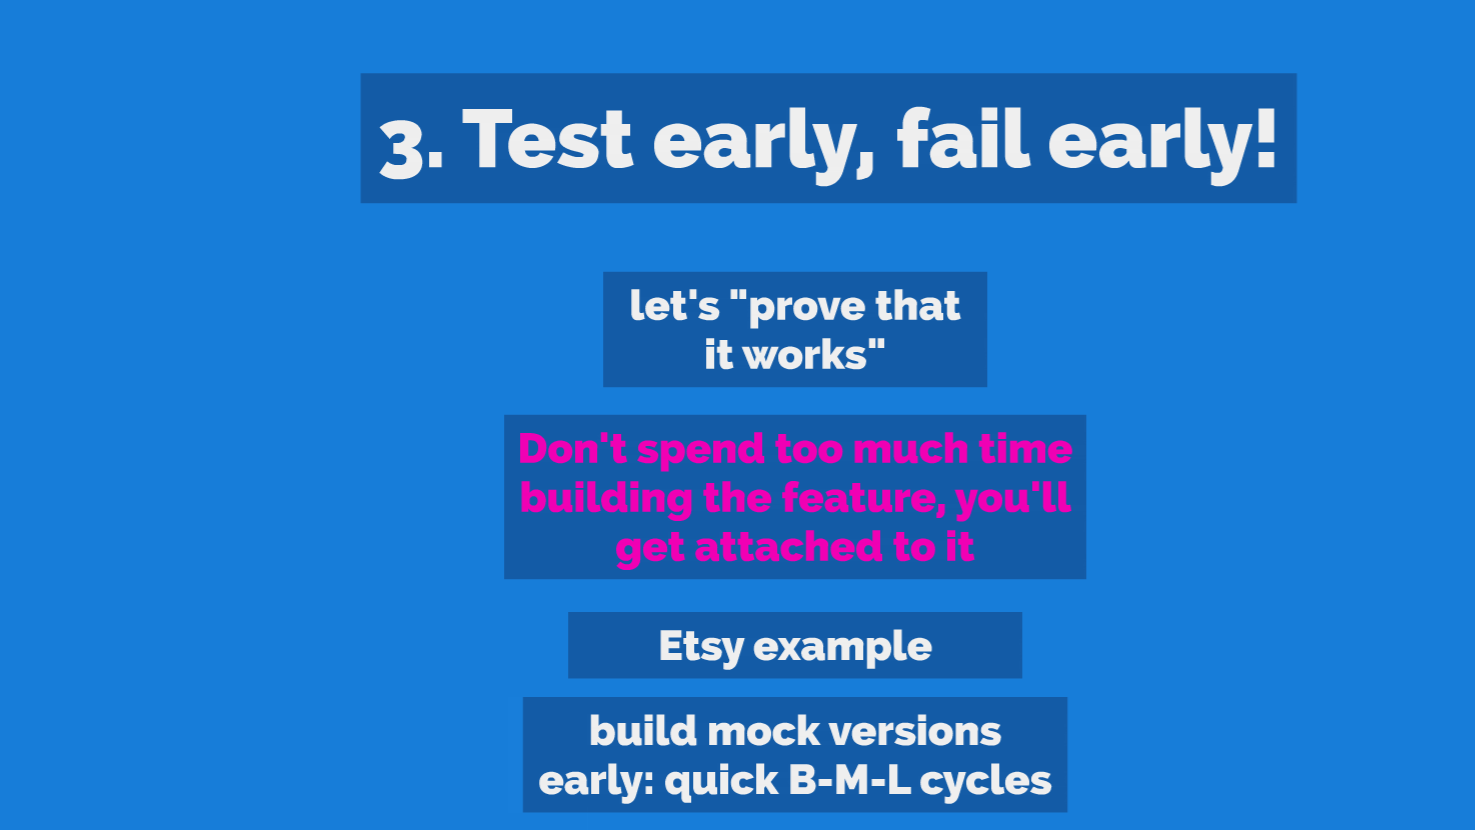 3. Test early, fail early!
let's "prove that
it works"
Don't spend too much time
building the feature, you'll
get attached to it
Etsy example
build mock versions
early: quick B-M-L cycles